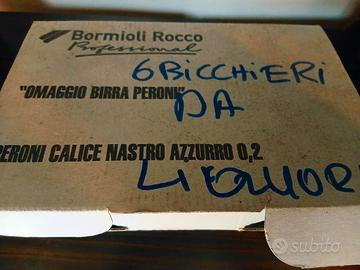 Bormioli Rocco
Professional
6 BICCHIERI
"OMAGGIO BIRRA PERONI"
DA
PERONI CALICE NASTRO AZZURRO 0,2
LIQUORI
subito